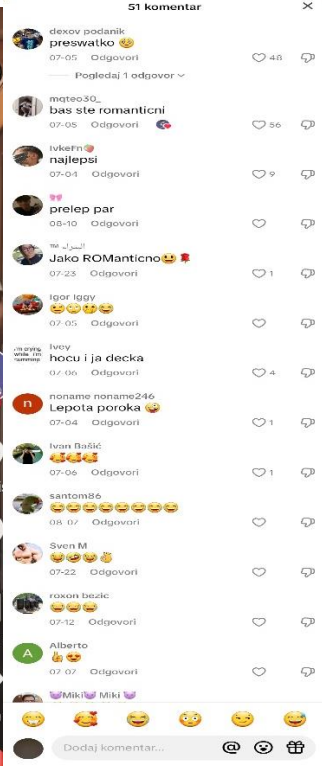 51 komentar
dexov podanik
preswatko 🤣
07-05 Odgovori 48
Pogledaj 1 odgovor
mqteo30_
bas ste romanticni
07-05 Odgovori 56
IvkeFn🍓
najlepsi
07-04 Odgovori 9
🎀
prelep par
08-10 Odgovori
Jako ROManticno😃🌹
07-23 Odgovori 1
Igor Iggy
07-05 Odgovori
Ivey
hocu i ja decka
07-06 Odgovori 4
i'm crying
while i'm
n
noname noname246
Lepota poroka 🤪
07-04 Odgovori 1
Ivan Bašić
🥰🥰🥰
07-06 Odgovori 1
santom86
😂😂😂😂😂😂😂😂
08-07 Odgovori
Sven M
07-22 Odgovori
roxon bezic
😂😂😂
07-12 Odgovori
A
Alberto
07-07 Odgovori
😈Miki😈 Miki 😈
Dodaj komentar...